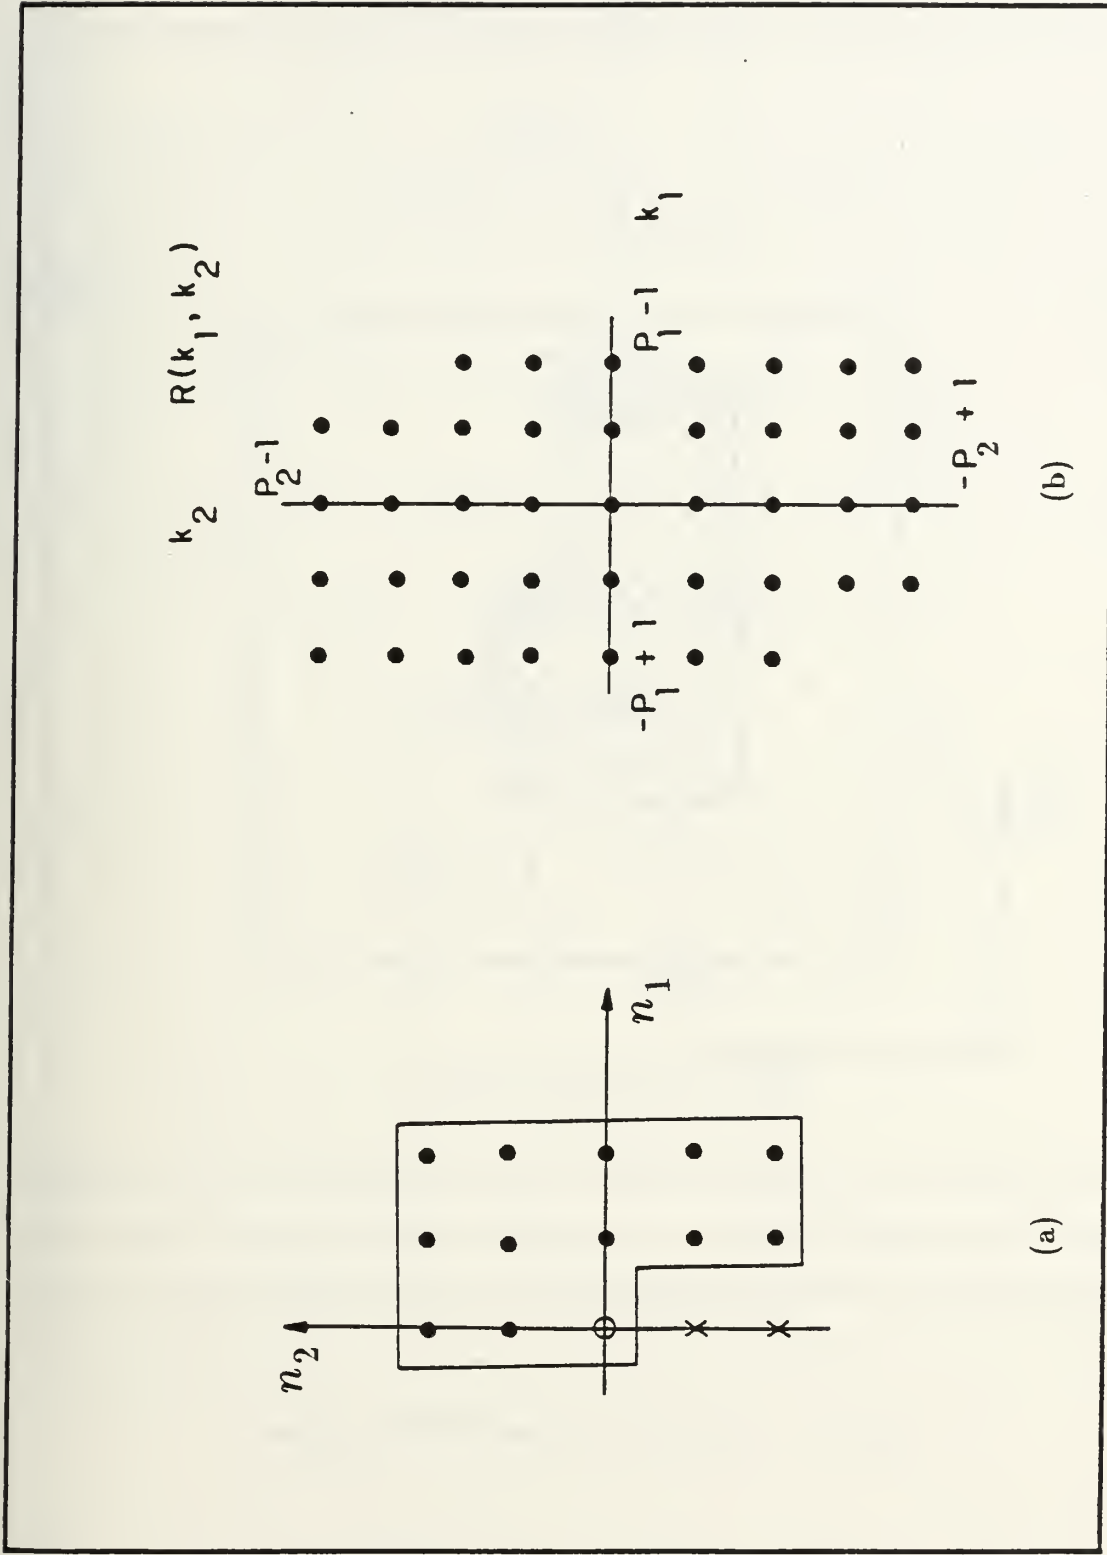 n₂
n₁
(a)
k₂ R(k₁, k₂)
P₂-1
-P₁ + 1
P₁-1 k₁
-P₂ + 1
(b)